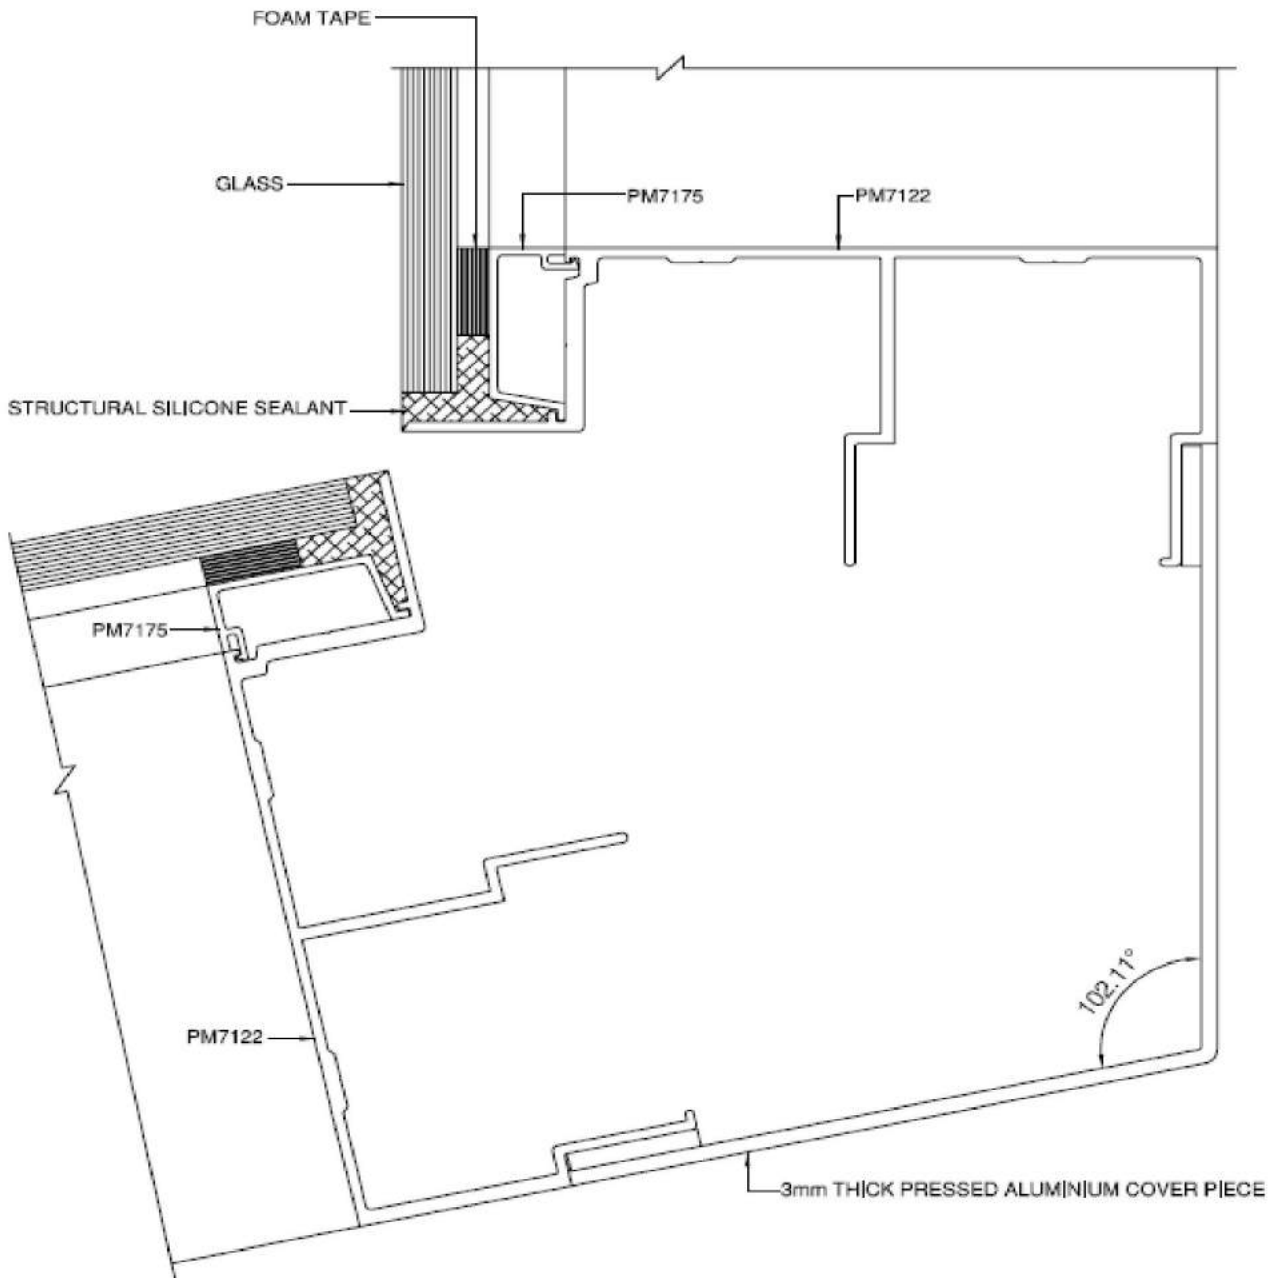 FOAM TAPE
GLASS
PM7175
PM7122
STRUCTURAL SILICONE SEALANT
PM7175
102.11°
PM7122
3mm THICK PRESSED ALUMINIUM COVER PIECE